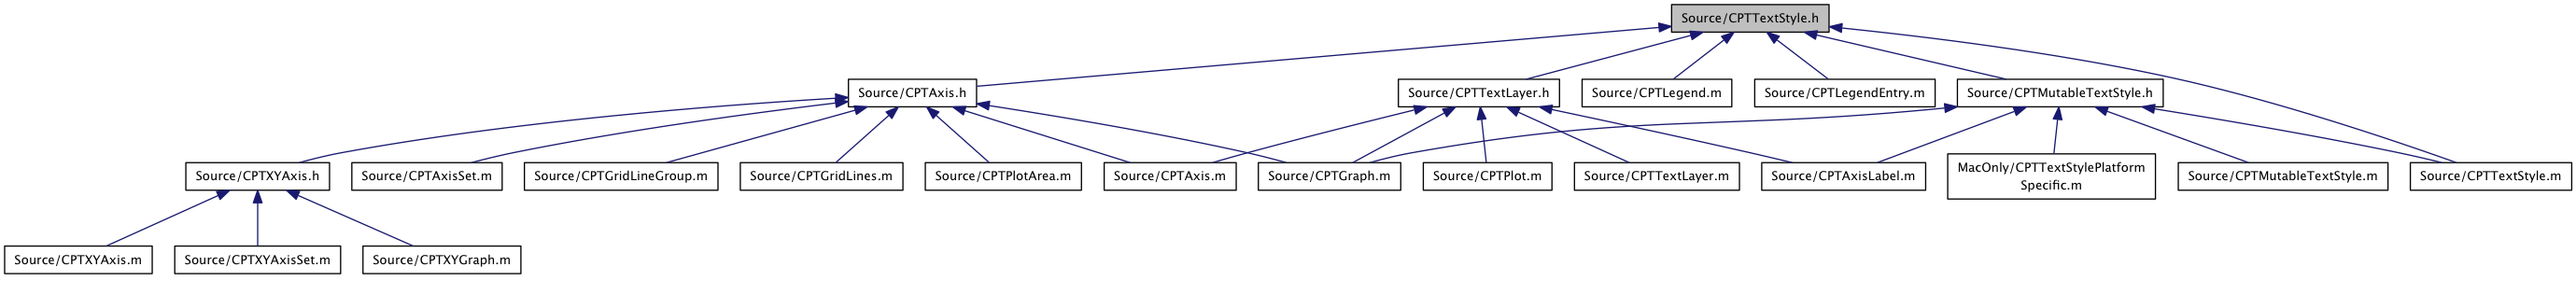 Source/CPTTextStyle.h
Source/CPTAxis.h
Source/CPTTextLayer.h
Source/CPTLegend.m
Source/CPTLegendEntry.m
Source/CPTMutableTextStyle.h
Source/CPTXYAxis.h
Source/CPTAxisSet.m
Source/CPTGridLineGroup.m
Source/CPTGridLines.m
Source/CPTPlotArea.m
Source/CPTAxis.m
Source/CPTGraph.m
Source/CPTPlot.m
Source/CPTTextLayer.m
Source/CPTAxisLabel.m
MacOnly/CPTTextStylePlatform
Specific.m
Source/CPTMutableTextStyle.m
Source/CPTTextStyle.m
Source/CPTXYAxis.m
Source/CPTXYAxisSet.m
Source/CPTXYGraph.m